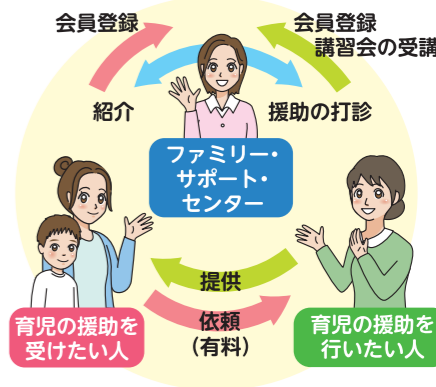 会員登録
会員登録
講習会の受講
紹介
援助の打診
ファミリー・
サポート・
センター
提供
依頼
（有料）
育児の援助を
受けたい人
育児の援助を
行いたい人